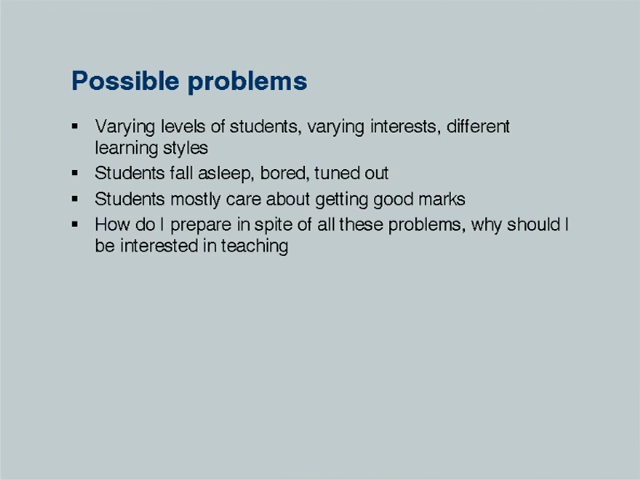 Possible problems
▪ Varying levels of students, varying interests, different
learning styles
▪ Students fall asleep, bored, tuned out
▪ Students mostly care about getting good marks
▪ How do I prepare in spite of all these problems, why should I
be interested in teaching